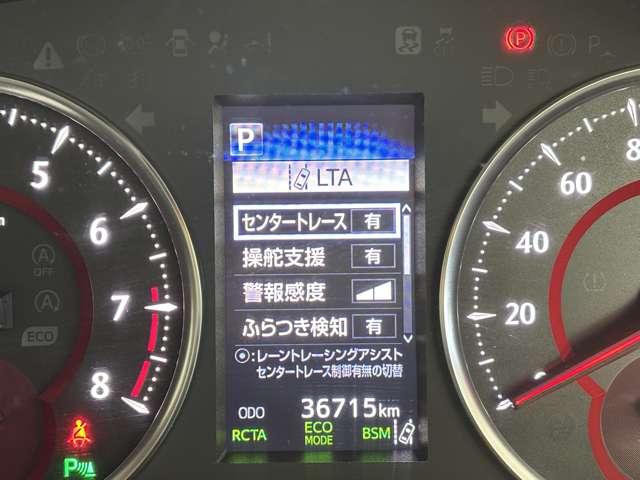 P
LTA
センタートレース 有
操舵支援 有
警報感度
ふらつき検知 有
:レーントレーシングアシスト
センタートレース制御有無の切替
ODO 36715km
RCTA ECO MODE BSM
5
6
7
8
OFF
ECO
P
P
P
80
60
40
20
0